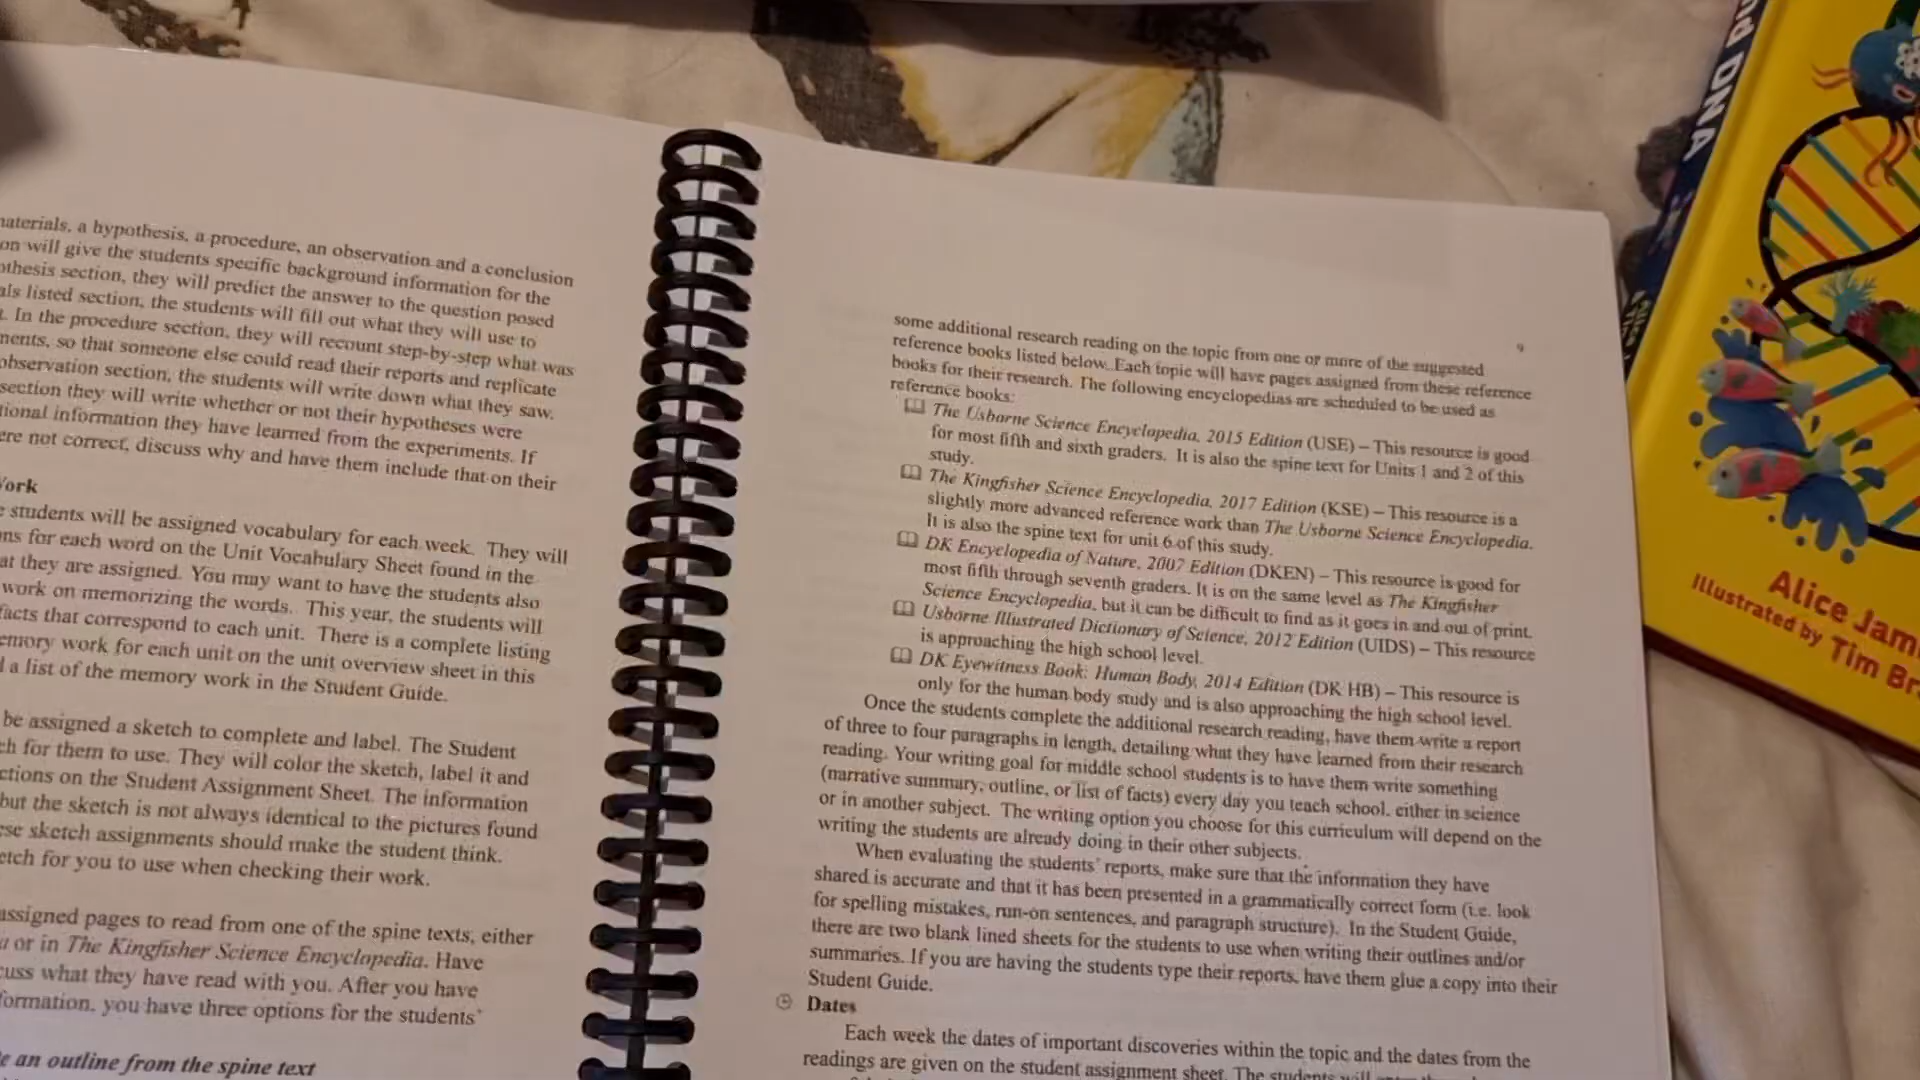 materials, a hypothesis, a procedure, an observation and a conclusion
on will give the students specific background information for the
othesis section, they will predict the answer to the question posed
als listed section, the students will fill out what they will use to
t. In the procedure section, they will recount step-by-step what was
ments, so that someone else could read their reports and replicate
observation section, the students will write down what they saw.
section they will write whether or not their hypotheses were
tional information they have learned from the experiments. If
ere not correct, discuss why and have them include that on their
Work
e students will be assigned vocabulary for each week. They will
ns for each word on the Unit Vocabulary Sheet found in the
at they are assigned. You may want to have the students also
work on memorizing the words. This year, the students will
facts that correspond to each unit. There is a complete listing
emory work for each unit on the unit overview sheet in this
d a list of the memory work in the Student Guide.
be assigned a sketch to complete and label. The Student
ch for them to use. They will color the sketch, label it and
ctions on the Student Assignment Sheet. The information
but the sketch is not always identical to the pictures found
ese sketch assignments should make the student think.
etch for you to use when checking their work.
assigned pages to read from one of the spine texts, either
a or in The Kingfisher Science Encyclopedia. Have
cuss what they have read with you. After you have
formation, you have three options for the students'
e an outline from the spine text
9
some additional research reading on the topic from one or more of the suggested
reference books listed below. Each topic will have pages assigned from these reference
books for their research. The following encyclopedias are scheduled to be used as
reference books:
The Usborne Science Encyclopedia, 2015 Edition (USE) – This resource is good
for most fifth and sixth graders. It is also the spine text for Units 1 and 2 of this
study.
The Kingfisher Science Encyclopedia, 2017 Edition (KSE) – This resource is a
slightly more advanced reference work than The Usborne Science Encyclopedia.
It is also the spine text for unit 6 of this study.
DK Encyclopedia of Nature, 2007 Edition (DKEN) – This resource is good for
most fifth through seventh graders. It is on the same level as The Kingfisher
Science Encyclopedia, but it can be difficult to find as it goes in and out of print.
Usborne Illustrated Dictionary of Science, 2012 Edition (UIDS) – This resource
is approaching the high school level.
DK Eyewitness Book: Human Body, 2014 Edition (DK HB) – This resource is
only for the human body study and is also approaching the high school level.
Once the students complete the additional research reading, have them write a report
of three to four paragraphs in length, detailing what they have learned from their research
reading. Your writing goal for middle school students is to have them write something
(narrative summary, outline, or list of facts) every day you teach school, either in science
or in another subject. The writing option you choose for this curriculum will depend on the
writing the students are already doing in their other subjects.
When evaluating the students' reports, make sure that the information they have
shared is accurate and that it has been presented in a grammatically correct form (i.e. look
for spelling mistakes, run-on sentences, and paragraph structure). In the Student Guide,
there are two blank lined sheets for the students to use when writing their outlines and/or
summaries. If you are having the students type their reports, have them glue a copy into their
Student Guide.
Dates
Each week the dates of important discoveries within the topic and the dates from the
readings are given on the student assignment sheet. The students will
nd DNA
Alice Jam
Illustrated by Tim Br